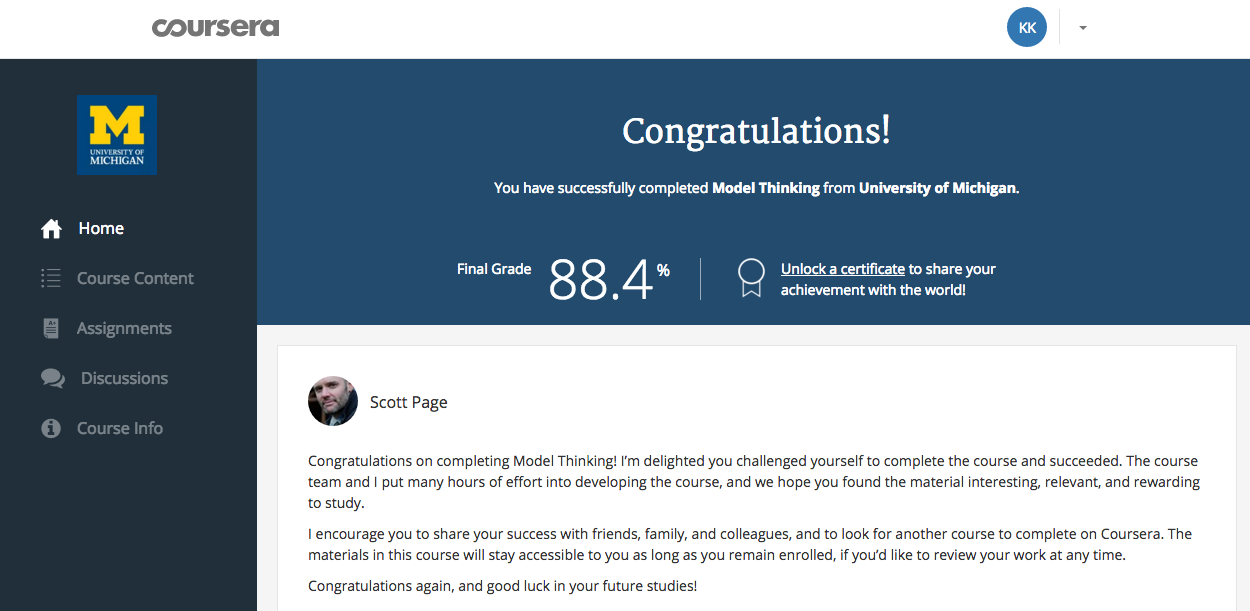 coursera
KK
M
UNIVERSITY OF
MICHIGAN
Home
Course Content
Assignments
Discussions
Course Info
Congratulations!
You have successfully completed Model Thinking from University of Michigan.
Final Grade 88.4%
Unlock a certificate to share your
achievement with the world!
Scott Page
Congratulations on completing Model Thinking! I’m delighted you challenged yourself to complete the course and succeeded. The course
team and I put many hours of effort into developing the course, and we hope you found the material interesting, relevant, and rewarding
to study.
I encourage you to share your success with friends, family, and colleagues, and to look for another course to complete on Coursera. The
materials in this course will stay accessible to you as long as you remain enrolled, if you’d like to review your work at any time.
Congratulations again, and good luck in your future studies!